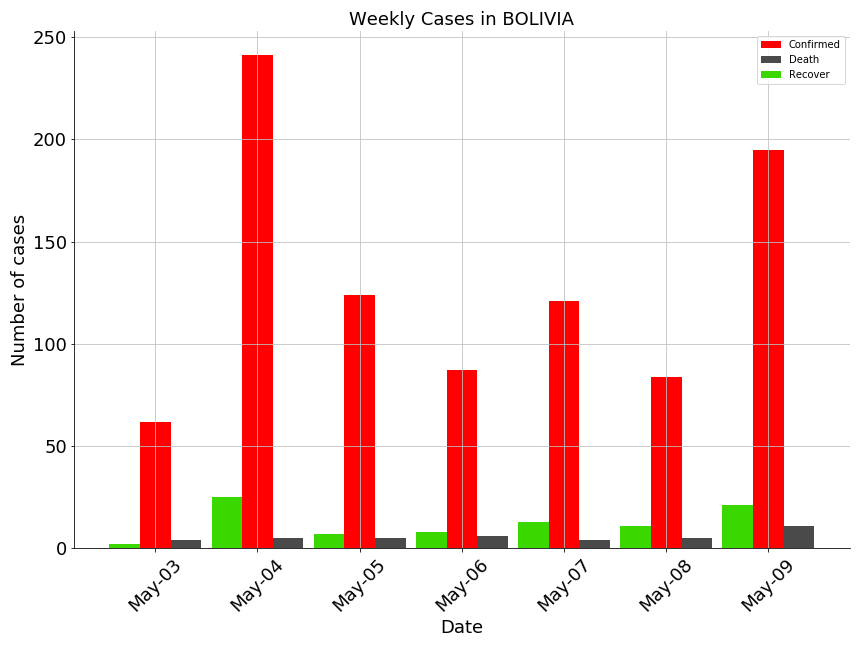 Weekly Cases in BOLIVIA
Confirmed
Death
Recover
Number of cases
250
200
150
100
50
0
May-03
May-04
May-05
May-06
May-07
May-08
May-09
Date